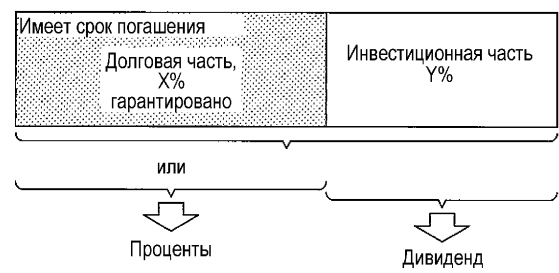 Имеет срок погашения
Долговая часть,
X%
гарантировано
Инвестиционная часть
Y%
или
Проценты
Дивиденд